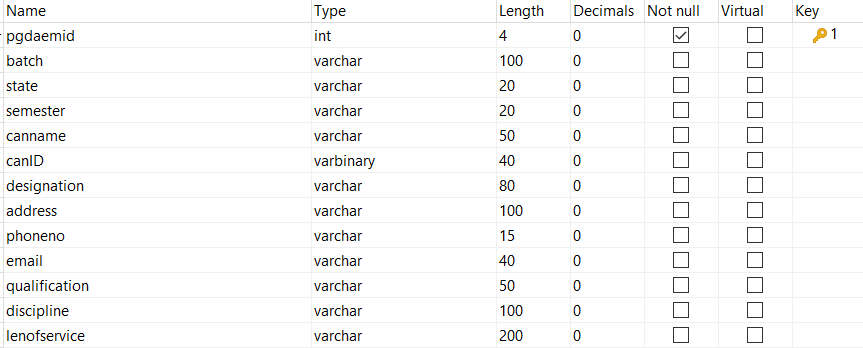 Name Type Length Decimals Not null Virtual Key
pgdaemid int 4 0 1
batch varchar 100 0
state varchar 20 0
semester varchar 20 0
canname varchar 50 0
canID varbinary 40 0
designation varchar 80 0
address varchar 100 0
phoneno varchar 15 0
email varchar 40 0
qualification varchar 50 0
discipline varchar 100 0
lenofservice varchar 200 0